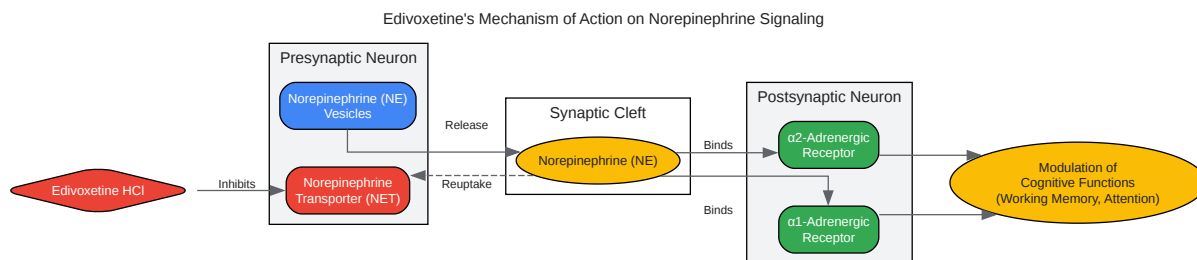 Edivoxetine's Mechanism of Action on Norepinephrine Signaling
Presynaptic Neuron
Norepinephrine (NE)
Vesicles
Norepinephrine
Transporter (NET)
Edivoxetine HCl
Inhibits
Release
Reuptake
Synaptic Cleft
Norepinephrine (NE)
Binds
Binds
Postsynaptic Neuron
α2-Adrenergic
Receptor
α1-Adrenergic
Receptor
Modulation of
Cognitive Functions
(Working Memory, Attention)